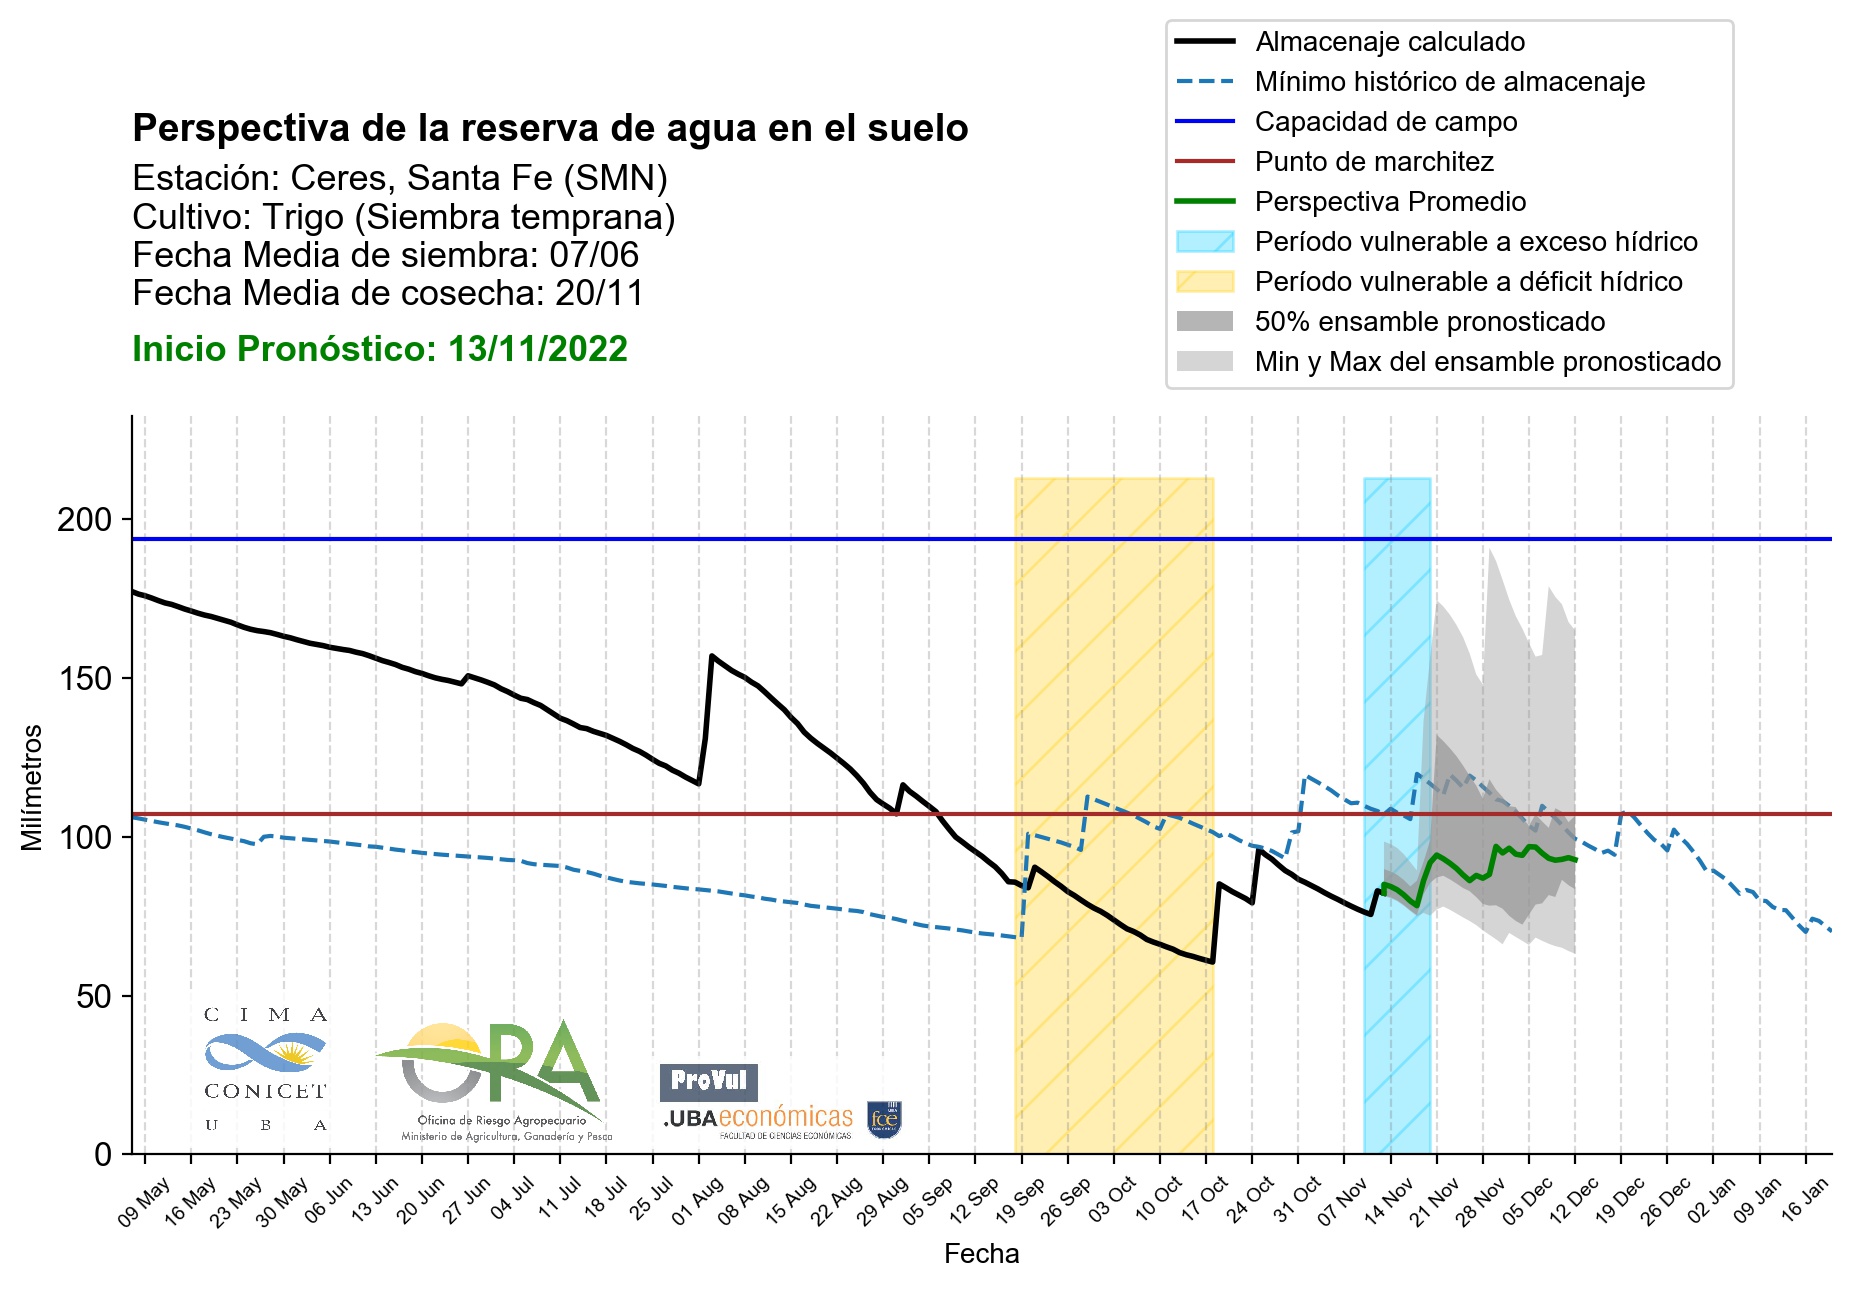 Almacenaje calculado
Mínimo histórico de almacenaje
Capacidad de campo
Punto de marchitez
Perspectiva Promedio
Período vulnerable a exceso hídrico
Período vulnerable a déficit hídrico
50% ensamble pronosticado
Min y Max del ensamble pronosticado
Perspectiva de la reserva de agua en el suelo
Estación: Ceres, Santa Fe (SMN)
Cultivo: Trigo (Siembra temprana)
Fecha Media de siembra: 07/06
Fecha Media de cosecha: 20/11
Inicio Pronóstico: 13/11/2022
Milímetros
200
150
100
50
0
CIMA
CONICET
UBA
OPA
Oficina de Riesgo Agropecuario
Ministerio de Agricultura, Ganadería y Pesca
ProVul
.UBAeconómicas
FACULTAD DE CIENCIAS ECONÓMICAS
fce
09 May
16 May
23 May
30 May
06 Jun
13 Jun
20 Jun
27 Jun
04 Jul
11 Jul
18 Jul
25 Jul
01 Aug
08 Aug
15 Aug
22 Aug
29 Aug
05 Sep
12 Sep
19 Sep
26 Sep
03 Oct
10 Oct
17 Oct
24 Oct
31 Oct
07 Nov
14 Nov
21 Nov
28 Nov
05 Dec
12 Dec
19 Dec
26 Dec
02 Jan
09 Jan
16 Jan
Fecha